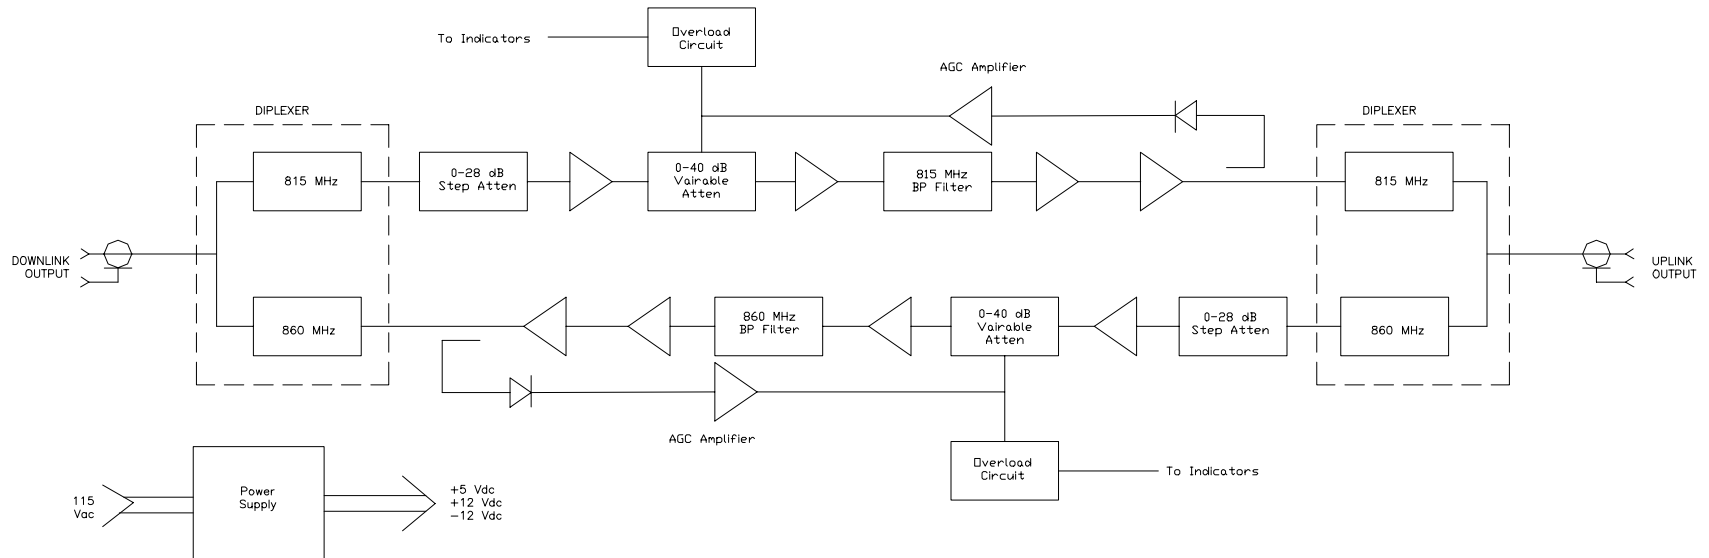 Overload
Circuit
To Indicators
AGC Amplifier
DIPLEXER
DIPLEXER
815 MHz
0-28 dB
Step Atten
0-40 dB
Vairable
Atten
815 MHz
BP Filter
815 MHz
DOWNLINK
OUTPUT
UPLINK
OUTPUT
860 MHz
860 MHz
BP Filter
0-40 dB
Vairable
Atten
0-28 dB
Step Atten
860 MHz
AGC Amplifier
Overload
Circuit
To Indicators
115
Vac
Power
Supply
+5 Vdc
+12 Vdc
-12 Vdc